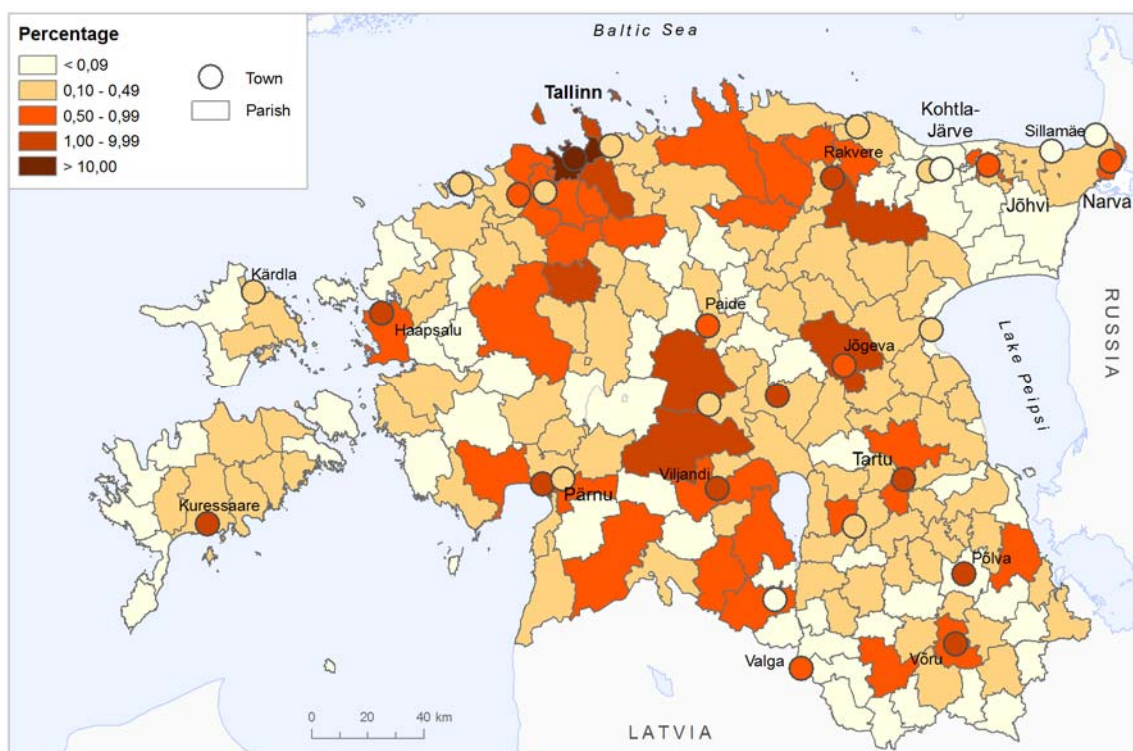 Percentage
< 0,09
0,10 - 0,49
0,50 - 0,99
1,00 - 9,99
> 10,00
Town
Parish
Baltic Sea
Tallinn
Kohtla-
Järve
Sillamäe
Rakvere
Jõhvi
Narva
Kärdla
Haapsalu
Paide
Jõgeva
Lake Peipsi
RUSSIA
Tartu
Viljandi
Pärnu
Kuressaare
Põlva
Võru
Valga
0 20 40 km
LATVIA